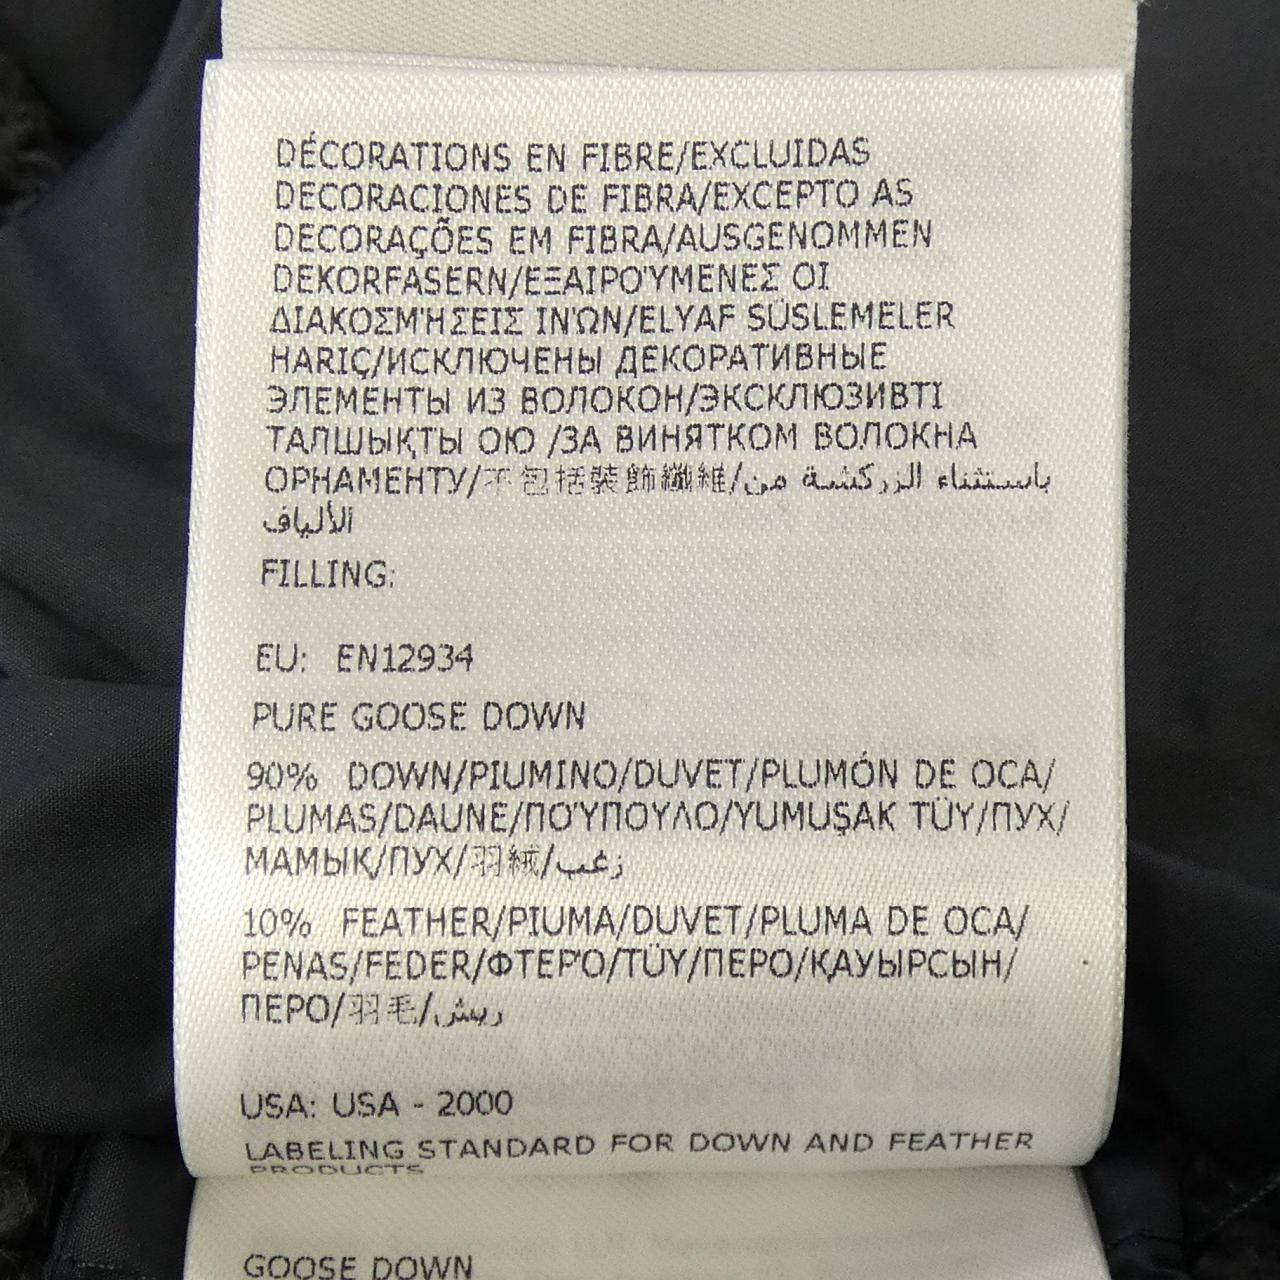 DÉCORATIONS EN FIBRE/EXCLUIDAS
DECORACIONES DE FIBRA/EXCEPTO AS
DECORAÇÕES EM FIBRA/AUSGENOMMEN
DEKORFASERN/ΕΞΑΙΡΟΎΜΕΝΕΣ ΟΙ
ΔΙΑΚΟΣΜΉΣΕΙΣ ΙΝΏΝ/ELYAF SÜSLEMELER
HARIÇ/ИСКЛЮЧЕНЫ ДЕКОРАТИВНЫЕ
ЭЛЕМЕНТЫ ИЗ ВОЛОКОН/ЭКСКЛЮЗИВТІ
ТАЛШЫҚТЫ ОЮ /ЗА ВИНЯТКОМ ВОЛОКНА
ОРНАМЕНТУ/不包括裝飾纖維/باستثناء الزركشة من
الألياف
FILLING:
EU: EN12934
PURE GOOSE DOWN
90% DOWN/PIUMINO/DUVET/PLUMÓN DE OCA/
PLUMAS/DAUNE/ΠΟΎΠΟΥΛΟ/YUMUŞAK TÜY/ПУХ/
МАМЫҚ/ПУХ/羽絨/زغب
10% FEATHER/PIUMA/DUVET/PLUMA DE OCA/
PENAS/FEDER/ΦΤΕΡΌ/TÜY/ПЕРО/ҚАУЫРСЫН/
ПЕРО/羽毛/ريش
USA: USA - 2000
LABELING STANDARD FOR DOWN AND FEATHER
PRODUCTS
GOOSE DOWN